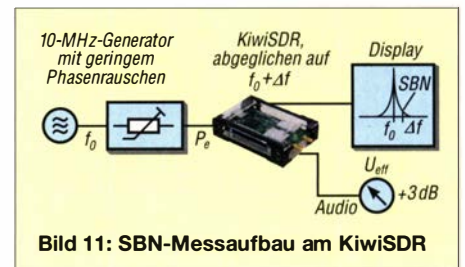 10-MHz-Generator
mit geringem
Phasenrauschen
f₀
Pₑ
KiwiSDR,
abgeglichen auf
f₀+Δf
Display
SBN
f₀ Δf
U_eff
+3 dB
Audio
Bild 11: SBN-Messaufbau am KiwiSDR